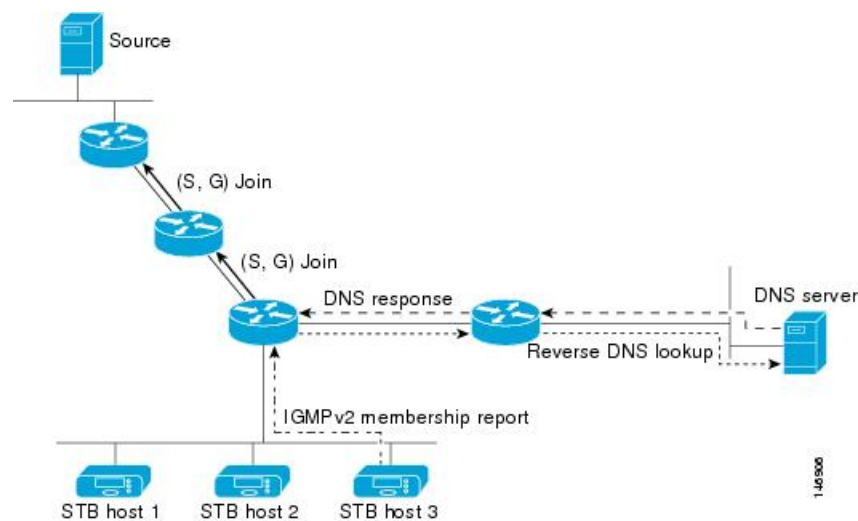 Source
(S, G) Join
(S, G) Join
DNS response
DNS server
Reverse DNS lookup
IGMPv2 membership report
STB host 1
STB host 2
STB host 3
146906